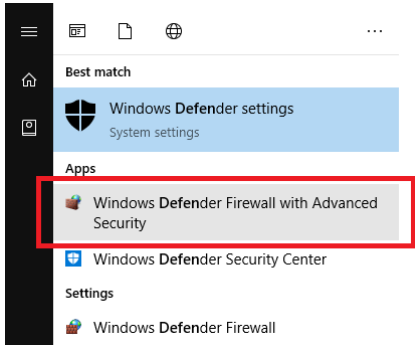 Best match
Windows Defender settings
System settings
Apps
Windows Defender Firewall with Advanced
Security
Windows Defender Security Center
Settings
Windows Defender Firewall